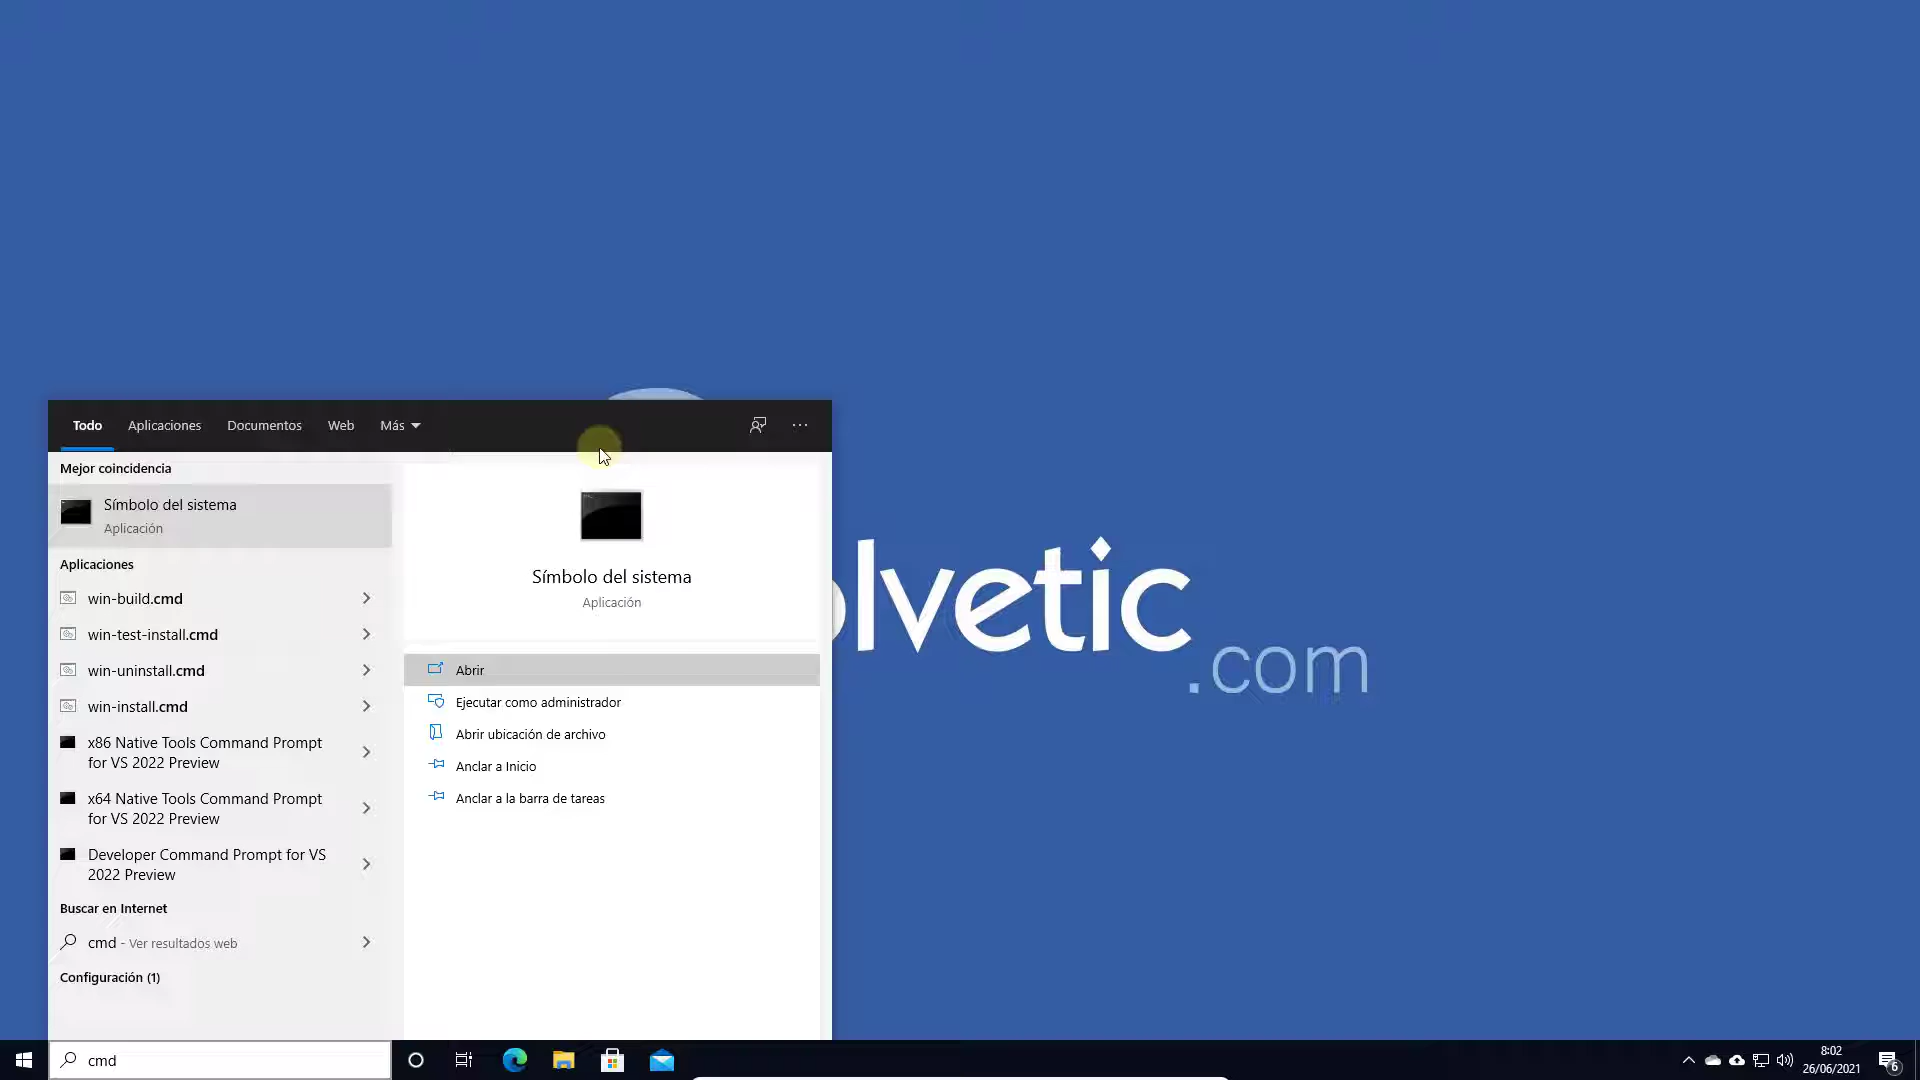 Todo Aplicaciones Documentos Web Más
Mejor coincidencia
Símbolo del sistema
Aplicación
Aplicaciones
win-build.cmd
win-test-install.cmd
win-uninstall.cmd
win-install.cmd
x86 Native Tools Command Prompt
for VS 2022 Preview
x64 Native Tools Command Prompt
for VS 2022 Preview
Developer Command Prompt for VS
2022 Preview
Buscar en Internet
cmd - Ver resultados web
Configuración (1)
Símbolo del sistema
Aplicación
Abrir
Ejecutar como administrador
Abrir ubicación de archivo
Anclar a Inicio
Anclar a la barra de tareas
lvetic
.com
cmd
8:02
26/06/2021
6